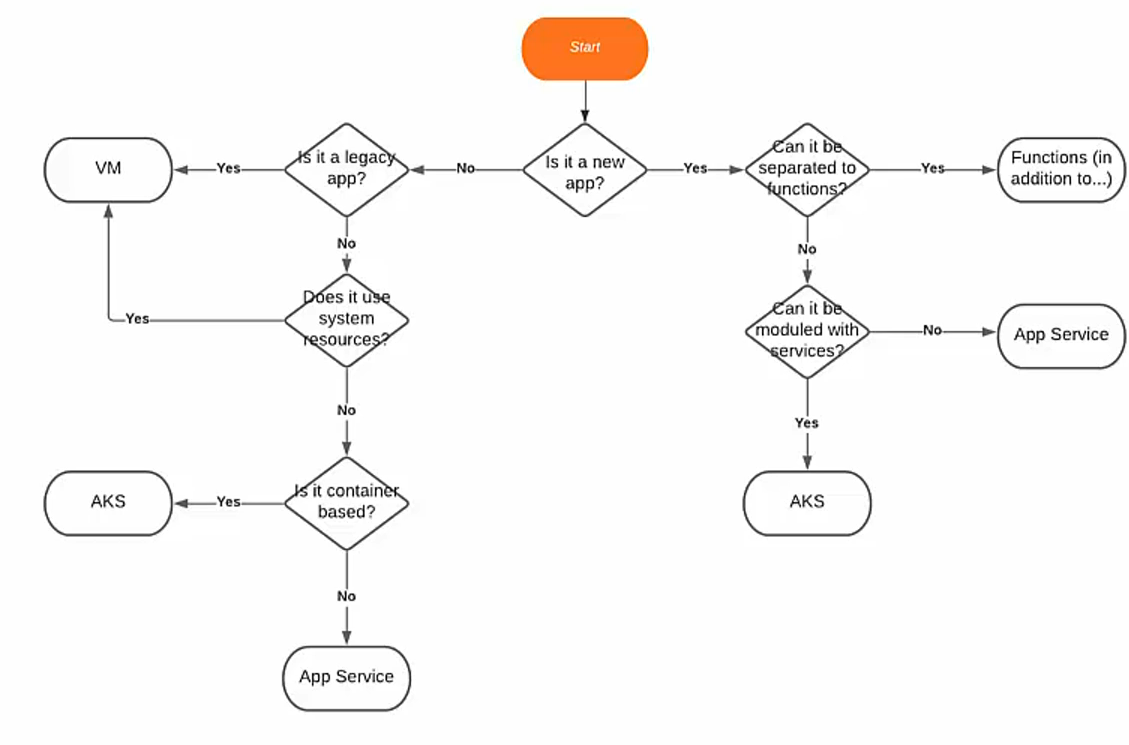 Start
VM
Yes
Is it a legacy
app?
No
Is it a new
app?
Yes
Can it be
separated to
functions?
Yes
Functions (in
addition to...)
No
No
Yes
Does it use
system
resources?
Can it be
moduled with
services?
No
App Service
No
Yes
AKS
Yes
Is it container
based?
AKS
No
App Service